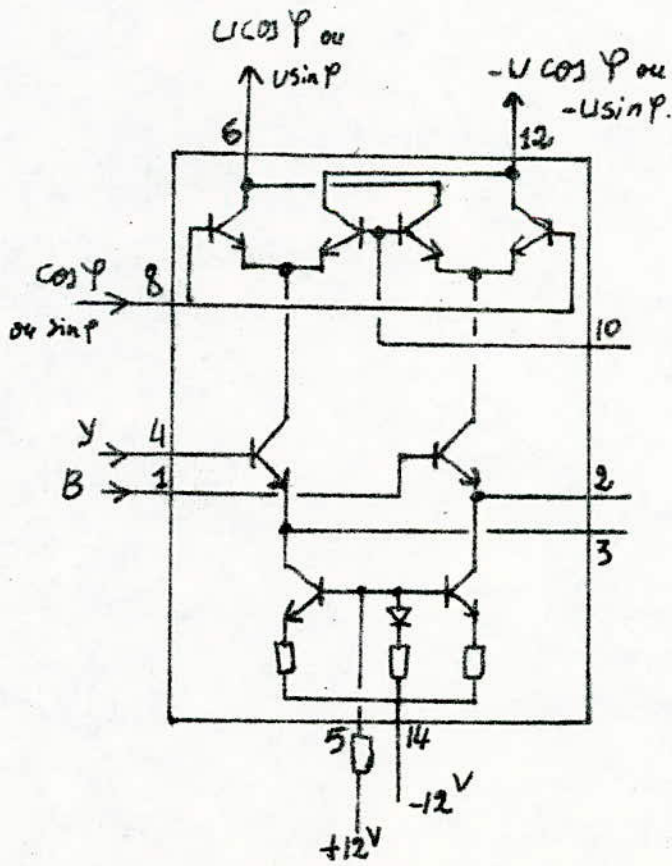 U cos φ ou
U sin φ
-U cos φ ou
-U sin φ.
6
12
cos φ
8
ou sin φ
10
Y 4
B 1
2
3
5
14
-12V
+12V